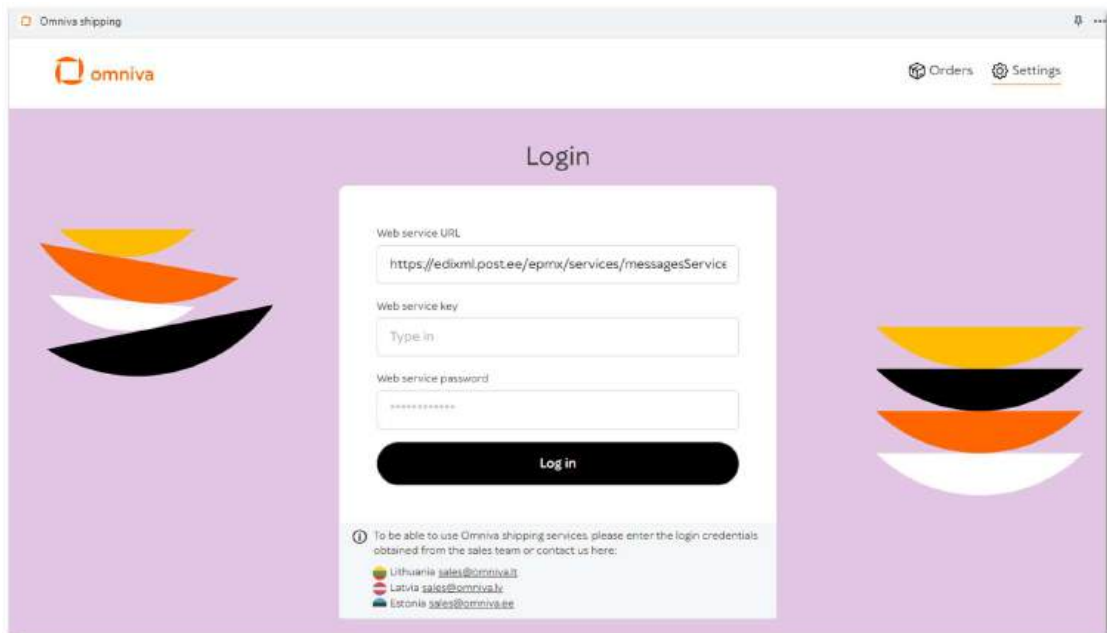 Omniva shipping
omniva
Orders
Settings
Login
Web service URL
https://edixml.post.ee/epmx/services/messagesService
Web service key
Type in
Web service password
************
Log in
To be able to use Omniva shipping services, please enter the login credentials
obtained from the sales team or contact us here:
Lithuania sales@omniva.lt
Latvia sales@omniva.lv
Estonia sales@omniva.ee